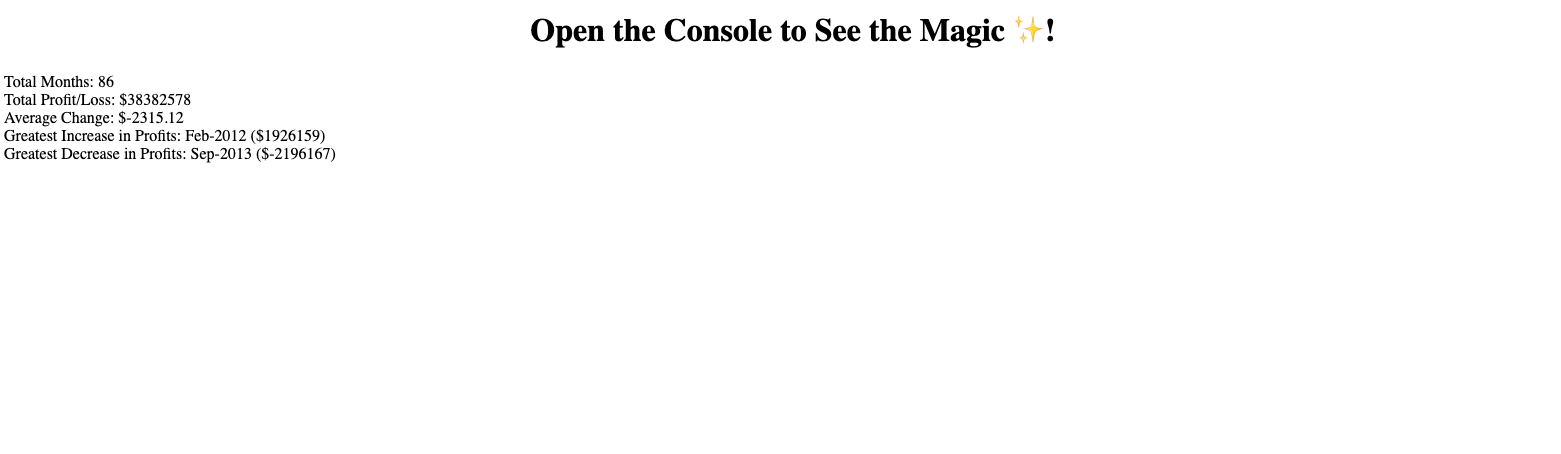 Open the Console to See the Magic ✨!
Total Months: 86
Total Profit/Loss: $38382578
Average Change: $-2315.12
Greatest Increase in Profits: Feb-2012 ($1926159)
Greatest Decrease in Profits: Sep-2013 ($-2196167)